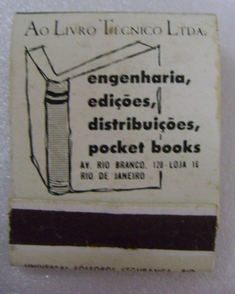 Ao Livro Técnico Ltda.
engenharia,
edições,
distribuições,
pocket books
AV. RIO BRANCO, 120 - LOJA 16
RIO DE JANEIRO